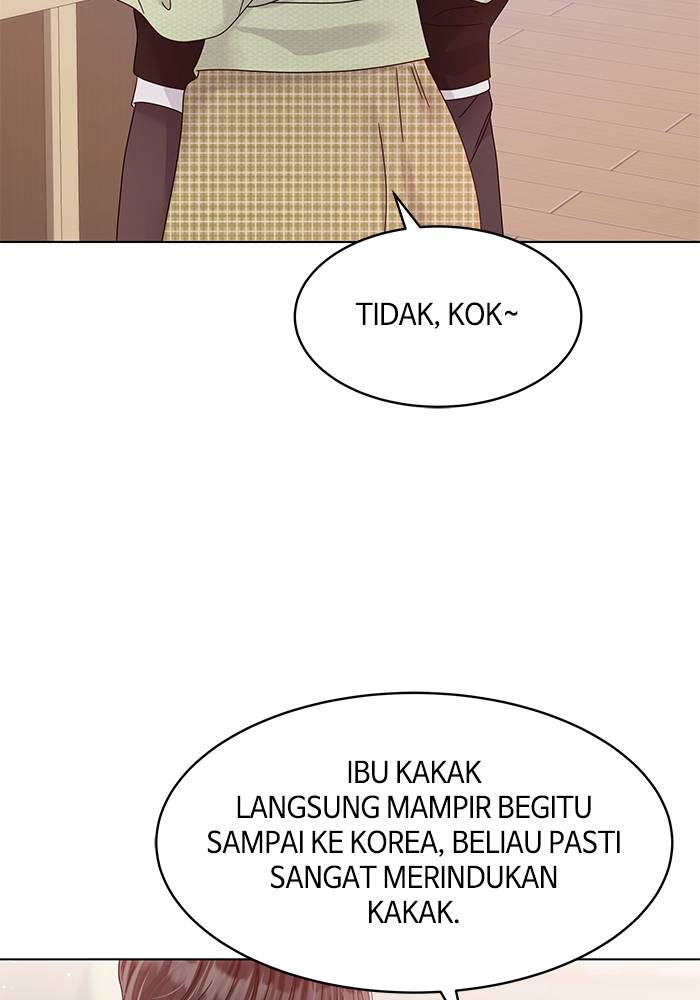 TIDAK, KOK~
IBU KAKAK
LANGSUNG MAMPIR BEGITU
SAMPAI KE KOREA, BELIAU PASTI
SANGAT MERINDUKAN
KAKAK.